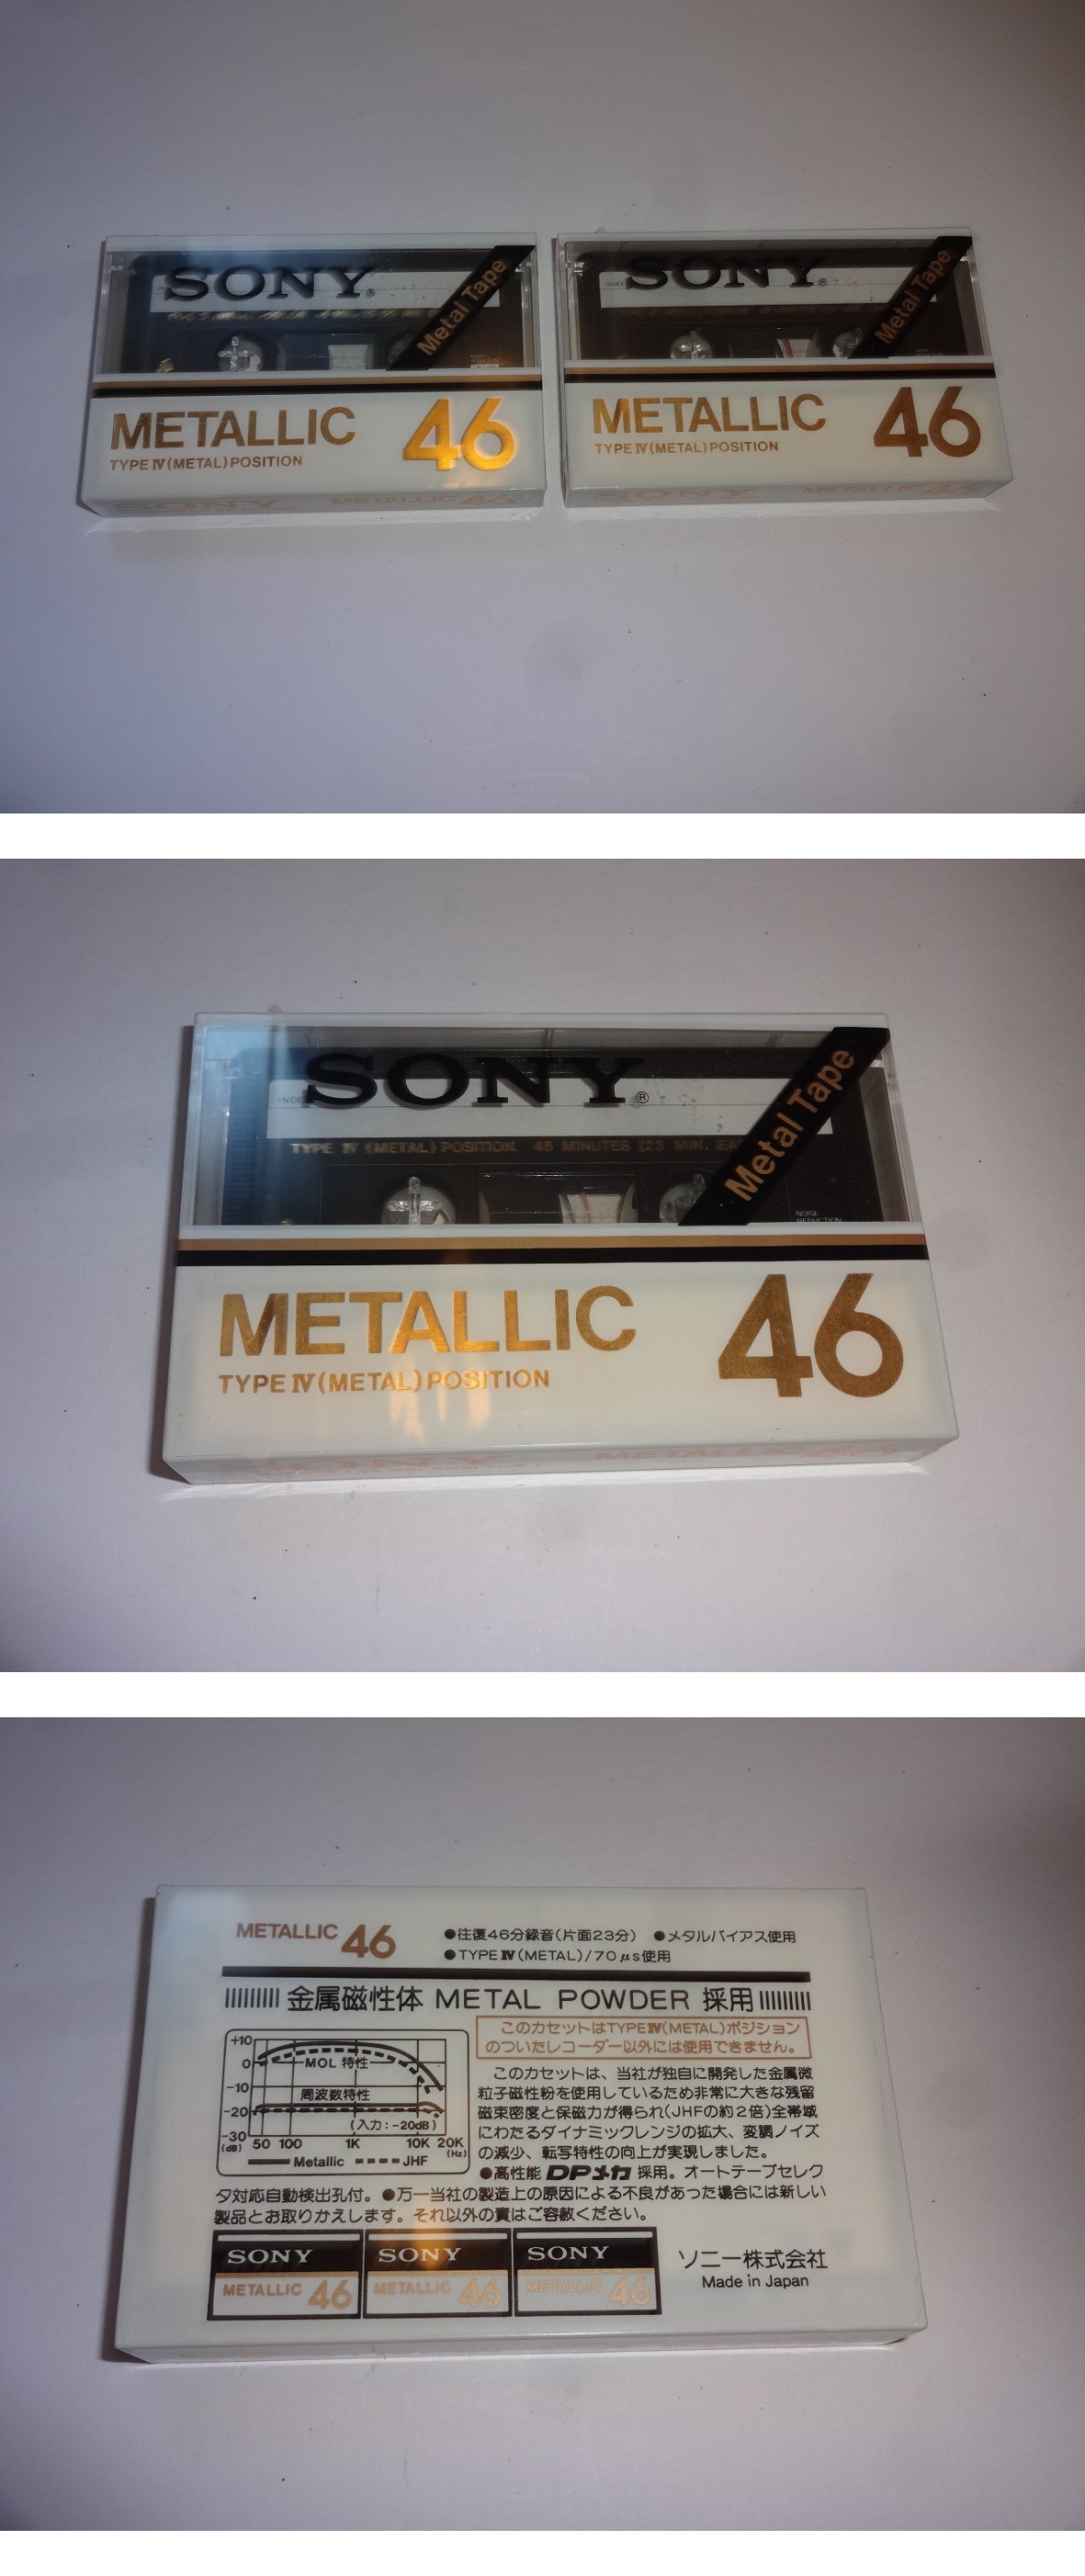 SONY®
Metal Tape
METALLIC 46
TYPE IV (METAL) POSITION
SONY METALLIC 46
INDEX
SONY®
Metal Tape
METALLIC 46
TYPE IV (METAL) POSITION
SONY METALLIC 46
SONY®
Metal Tape
TYPE IV (METAL) POSITION. 46 MINUTES (23 MIN.
NOISE
REDUCTION
METALLIC 46
TYPE IV (METAL) POSITION
SONY METALLIC 46
METALLIC 46
●往復46分録音(片面23分) ●メタルバイアス使用
●TYPE IV (METAL)/70μs使用
金属磁性体 METAL POWDER 採用
このカセットはTYPE IV (METAL)ポジション
のついたレコーダー以外には使用できません。
+10
0
-10
-20
-30
(dB)
MOL 特性
周波数特性
(入力:-20dB)
50 100 1K 10K 20K
(Hz)
Metallic JHF
このカセットは、当社が独自に開発した金属微
粒子磁性粉を使用しているため非常に大きな残留
磁束密度と保磁力が得られ(JHFの約2倍)全帯域
にわたるダイナミックレンジの拡大、変調ノイズ
の減少、転写特性の向上が実現しました。
●高性能 DPメカ 採用。オートテープセレク
タ対応自動検出孔付。●万一当社の製造上の原因による不良があった場合には新しい
製品とお取りかえします。それ以外の責はご容赦ください。
SONY
METALLIC 46
SONY
METALLIC 46
SONY
METALLIC 46
ソニー株式会社
Made in Japan